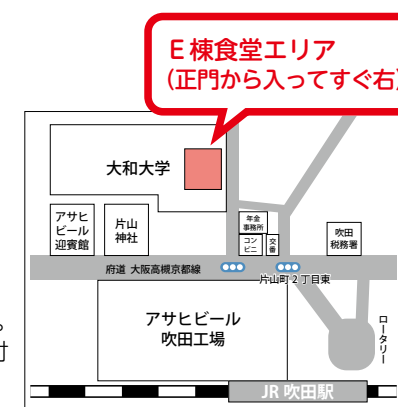 E棟食堂エリア
（正門から入ってすぐ右）
大和大学
アサヒ
ビール
迎賓館
片山
神社
年金
事務所
コン
ビニ
交番
吹田
税務署
府道 大阪高槻京都線
片山町2丁目東
アサヒビール
吹田工場
ロータリー
JR 吹田駅
。